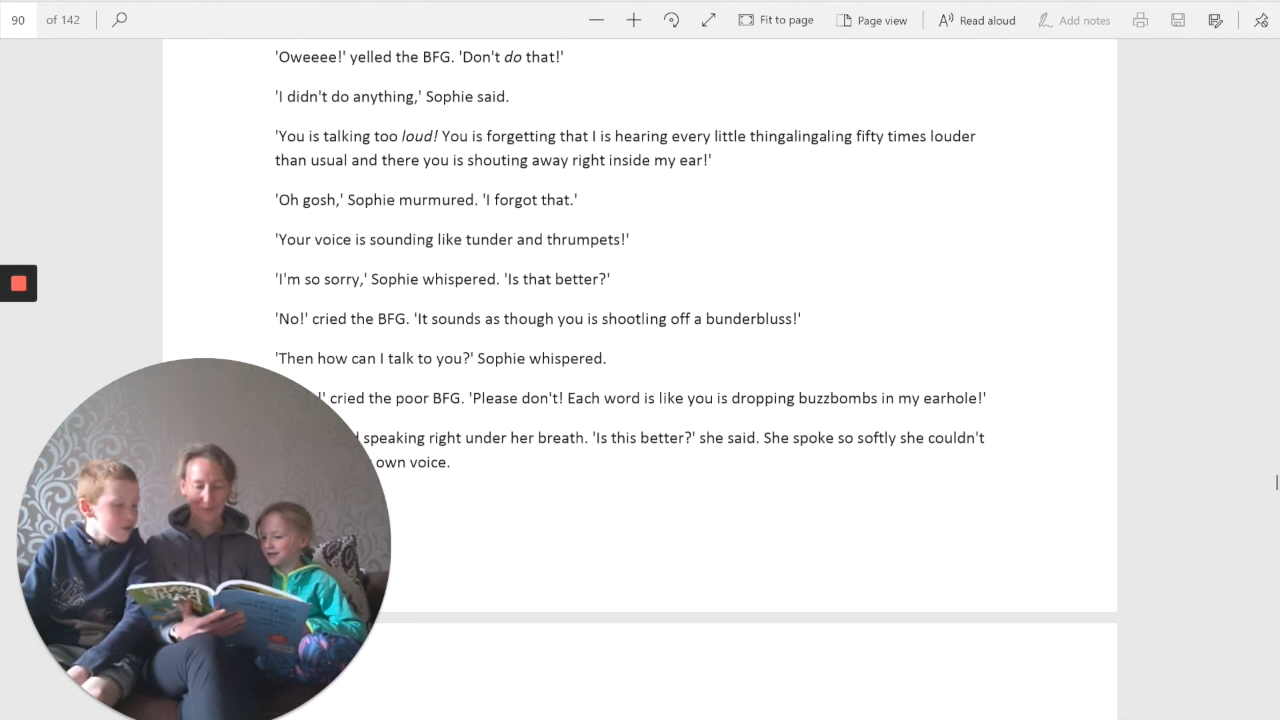 90 of 142 Fit to page Page view Read aloud Add notes
'Oweeee!' yelled the BFG. 'Don't do that!'
'I didn't do anything,' Sophie said.
'You is talking too loud! You is forgetting that I is hearing every little thingalingaling fifty times louder
than usual and there you is shouting away right inside my ear!'
'Oh gosh,' Sophie murmured. 'I forgot that.'
'Your voice is sounding like tunder and thrumpets!'
'I'm so sorry,' Sophie whispered. 'Is that better?'
'No!' cried the BFG. 'It sounds as though you is shootling off a bunderbluss!'
'Then how can I talk to you?' Sophie whispered.
!' cried the poor BFG. 'Please don't! Each word is like you is dropping buzzbombs in my earhole!'
speaking right under her breath. 'Is this better?' she said. She spoke so softly she couldn't
own voice.